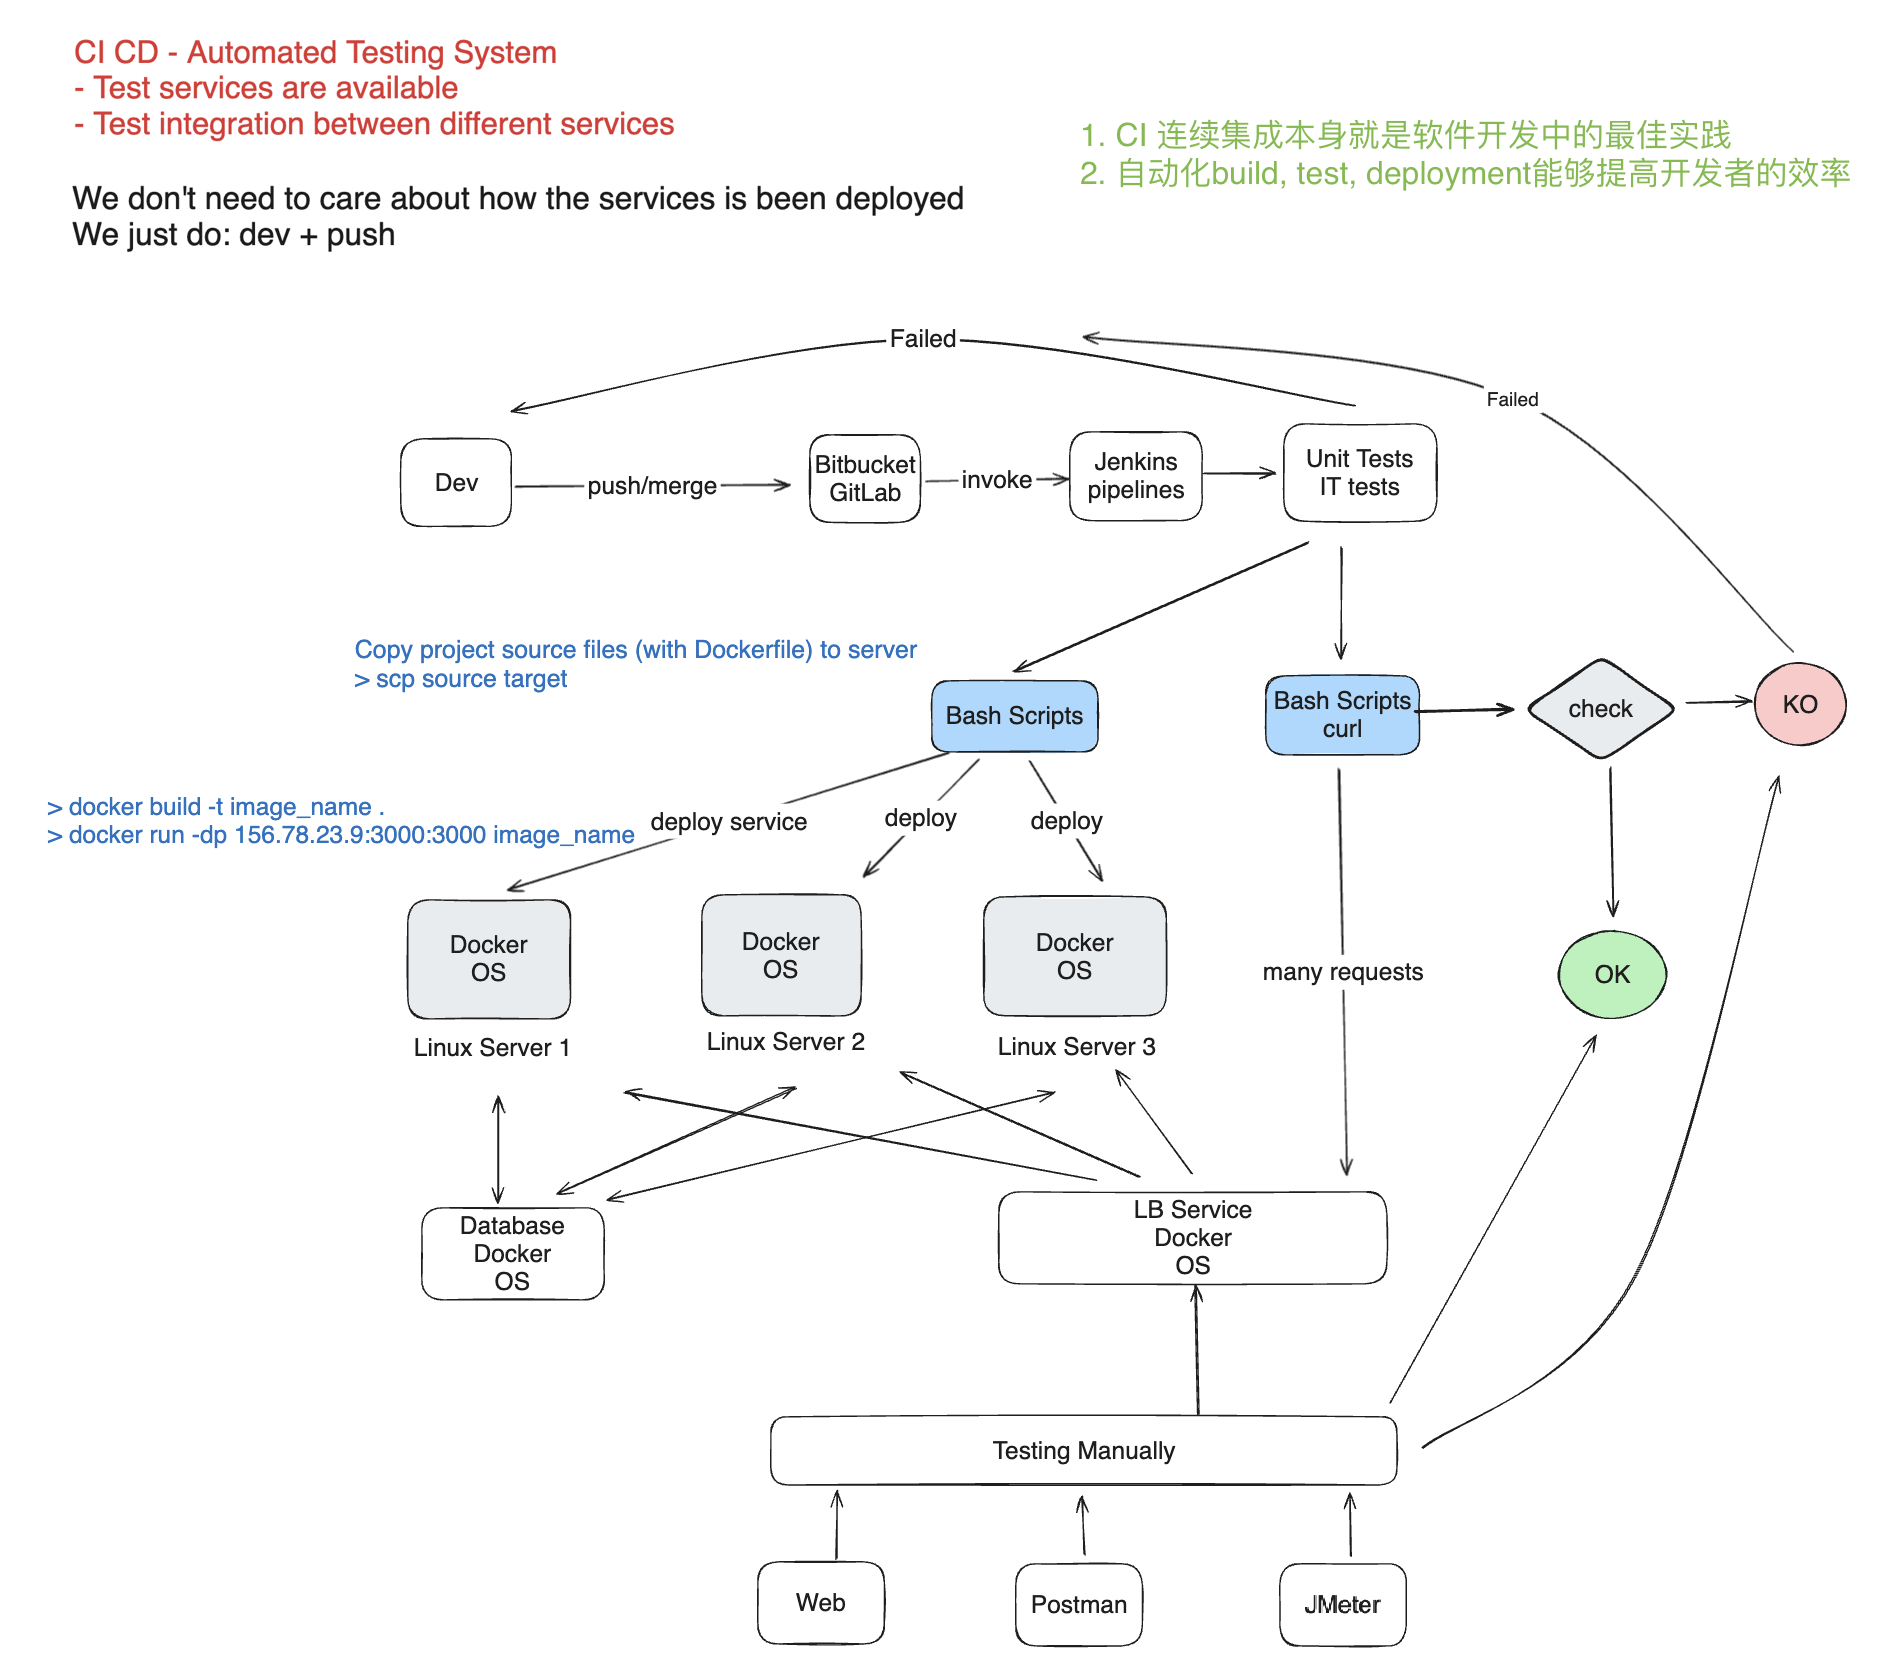 CI CD - Automated Testing System
- Test services are available
- Test integration between different services
1. CI 连续集成本身就是软件开发中的最佳实践
2. 自动化build, test, deployment能够提高开发者的效率
We don't need to care about how the services is been deployed
We just do: dev + push
Failed
Failed
Dev
push/merge
Bitbucket
GitLab
invoke
Jenkins
pipelines
Unit Tests
IT tests
Copy project source files (with Dockerfile) to server
> scp source target
Bash Scripts
Bash Scripts
curl
check
KO
> docker build -t image_name .
> docker run -dp 156.78.23.9:3000:3000 image_name
deploy service
deploy
deploy
Docker
OS
Docker
OS
Docker
OS
many requests
OK
Linux Server 1
Linux Server 2
Linux Server 3
Database
Docker
OS
LB Service
Docker
OS
Testing Manually
Web
Postman
JMeter